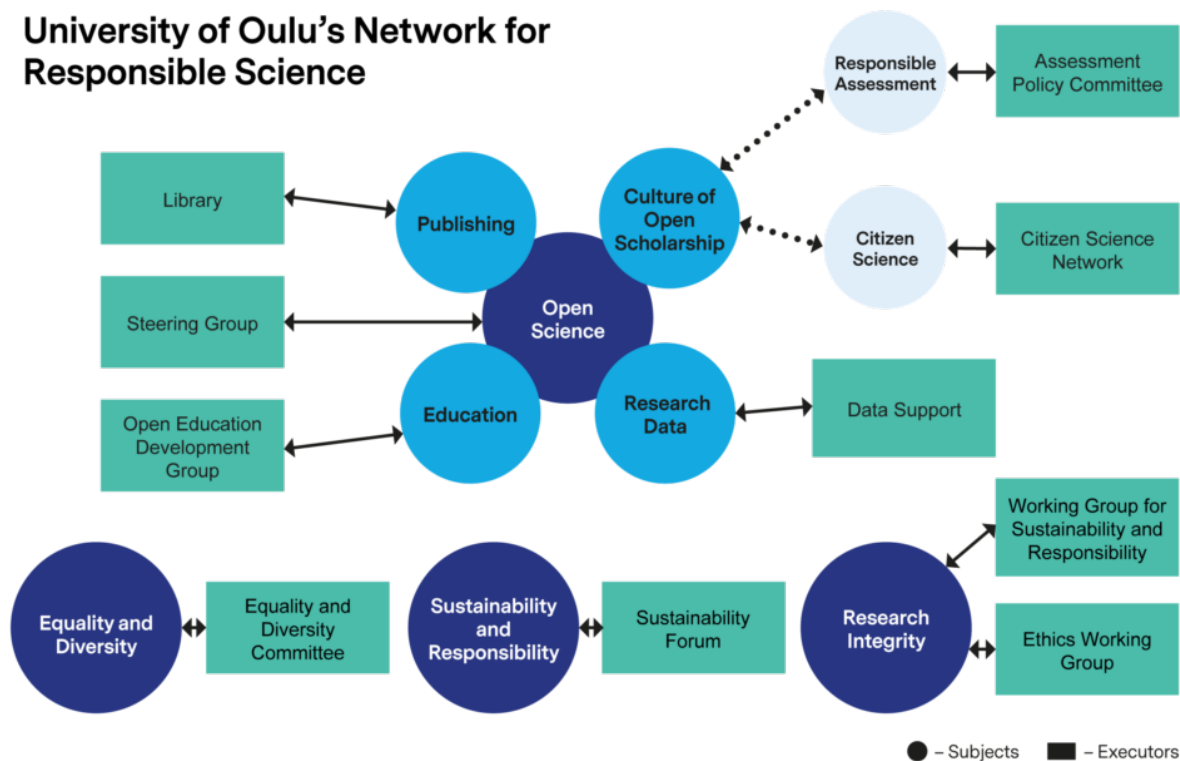 University of Oulu’s Network for
Responsible Science
Responsible
Assessment
Assessment
Policy Committee
Library
Publishing
Culture of
Open
Scholarship
Citizen
Science
Citizen Science
Network
Steering Group
Open
Science
Open Education
Development
Group
Education
Research
Data
Data Support
Equality and
Diversity
Equality and
Diversity
Committee
Sustainability
and
Responsibility
Sustainability
Forum
Research
Integrity
Working Group for
Sustainability and
Responsibility
Ethics Working
Group
– Subjects
– Executors